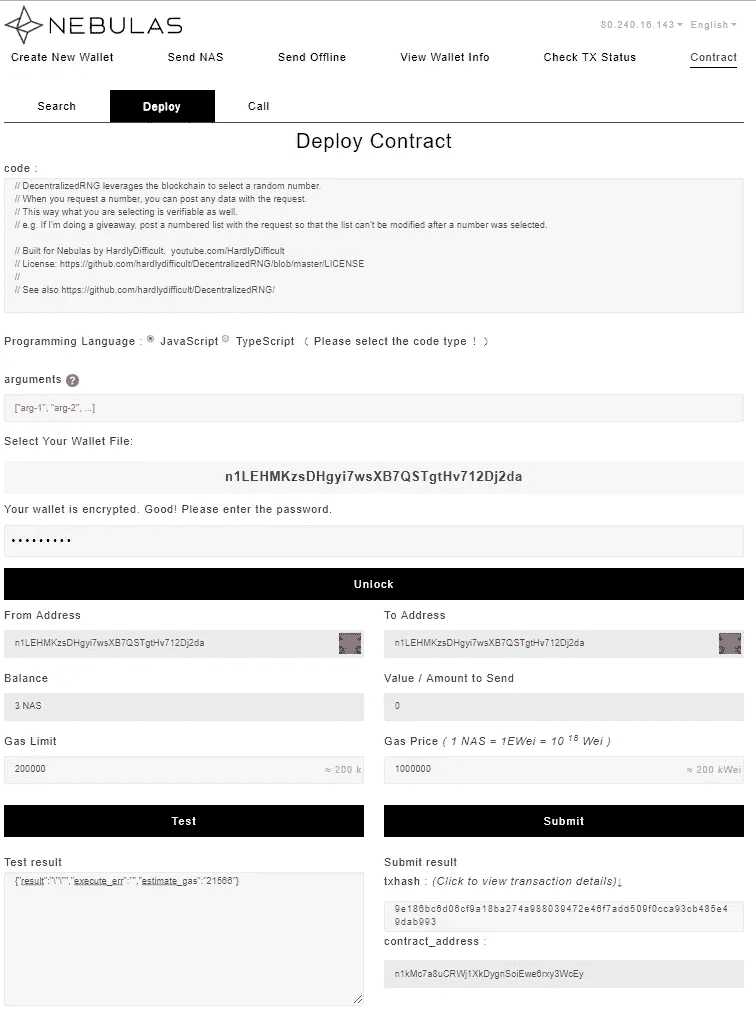 NEBULAS
80.240.16.143 English
Create New Wallet Send NAS Send Offline View Wallet Info Check TX Status Contract
Search Deploy Call
Deploy Contract
code :
// DecentralizedRNG leverages the blockchain to select a random number.
// When you request a number, you can post any data with the request.
// This way what you are selecting is verifiable as well.
// e.g. If I'm doing a giveaway, post a numbered list with the request so that the list can't be modified after a number was selected.
// Built for Nebulas by HardlyDifficult. youtube.com/HardlyDifficult
// License: https://github.com/hardlydifficult/DecentralizedRNG/blob/master/LICENSE
//
// See also https://github.com/hardlydifficult/DecentralizedRNG/
Programming Language : JavaScript TypeScript ( Please select the code type ! )
arguments ?
["arg-1", "arg-2", ...]
Select Your Wallet File:
n1LEHMKzsDHgyi7wsXB7QSTgtHv712Dj2da
Your wallet is encrypted. Good! Please enter the password.
•••••••••
Unlock
From Address To Address
n1LEHMKzsDHgyi7wsXB7QSTgtHv712Dj2da n1LEHMKzsDHgyi7wsXB7QSTgtHv712Dj2da
Balance Value / Amount to Send
3 NAS 0
Gas Limit Gas Price ( 1 NAS = 1EWei = 10 18 Wei )
200000 ≈ 200 k 1000000 ≈ 200 kWei
Test Submit
Test result Submit result
{"result":"\"\"","execute_err":"","estimate_gas":"21566"} txhash : (Click to view transaction details)↓
9e186bc6d06cf9a18ba274a988039472e46f7add509f0cca93cb485e4
9dab993
contract_address :
n1kMc7a8uCRWj1XkDygnSoiEwe6rxy3WcEy